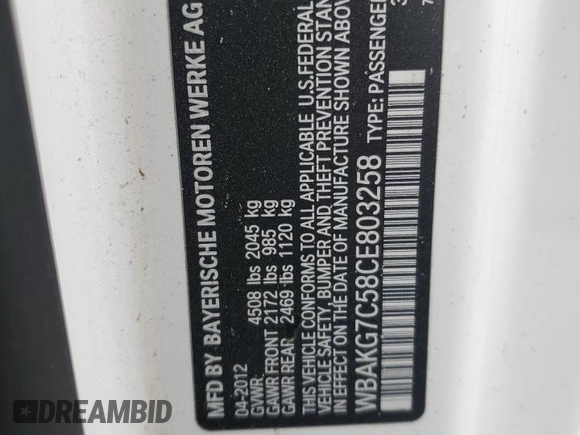 MFD BY BAYERISCHE MOTOREN WERKE AG
04-2012
GVWR 4508 lbs 2045 kg
GAWR FRONT 2172 lbs 985 kg
GAWR REAR 2469 lbs 1120 kg
THIS VEHICLE CONFORMS TO ALL APPLICABLE U.S.FEDERAL
VEHICLE SAFETY, BUMPER AND THEFT PREVENTION STAN
IN EFFECT ON THE DATE OF MANUFACTURE SHOWN ABOVE
WBAKG7C58CE803258 TYPE: PASSENGER
DREAMBID